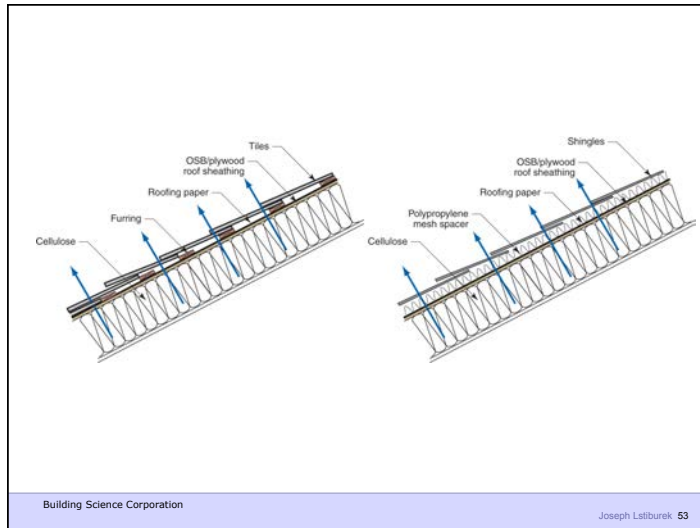 Tiles
OSB/plywood
roof sheathing
Roofing paper
Furring
Cellulose
Shingles
OSB/plywood
roof sheathing
Roofing paper
Polypropylene
mesh spacer
Cellulose
Building Science Corporation
Joseph Lstiburek 53